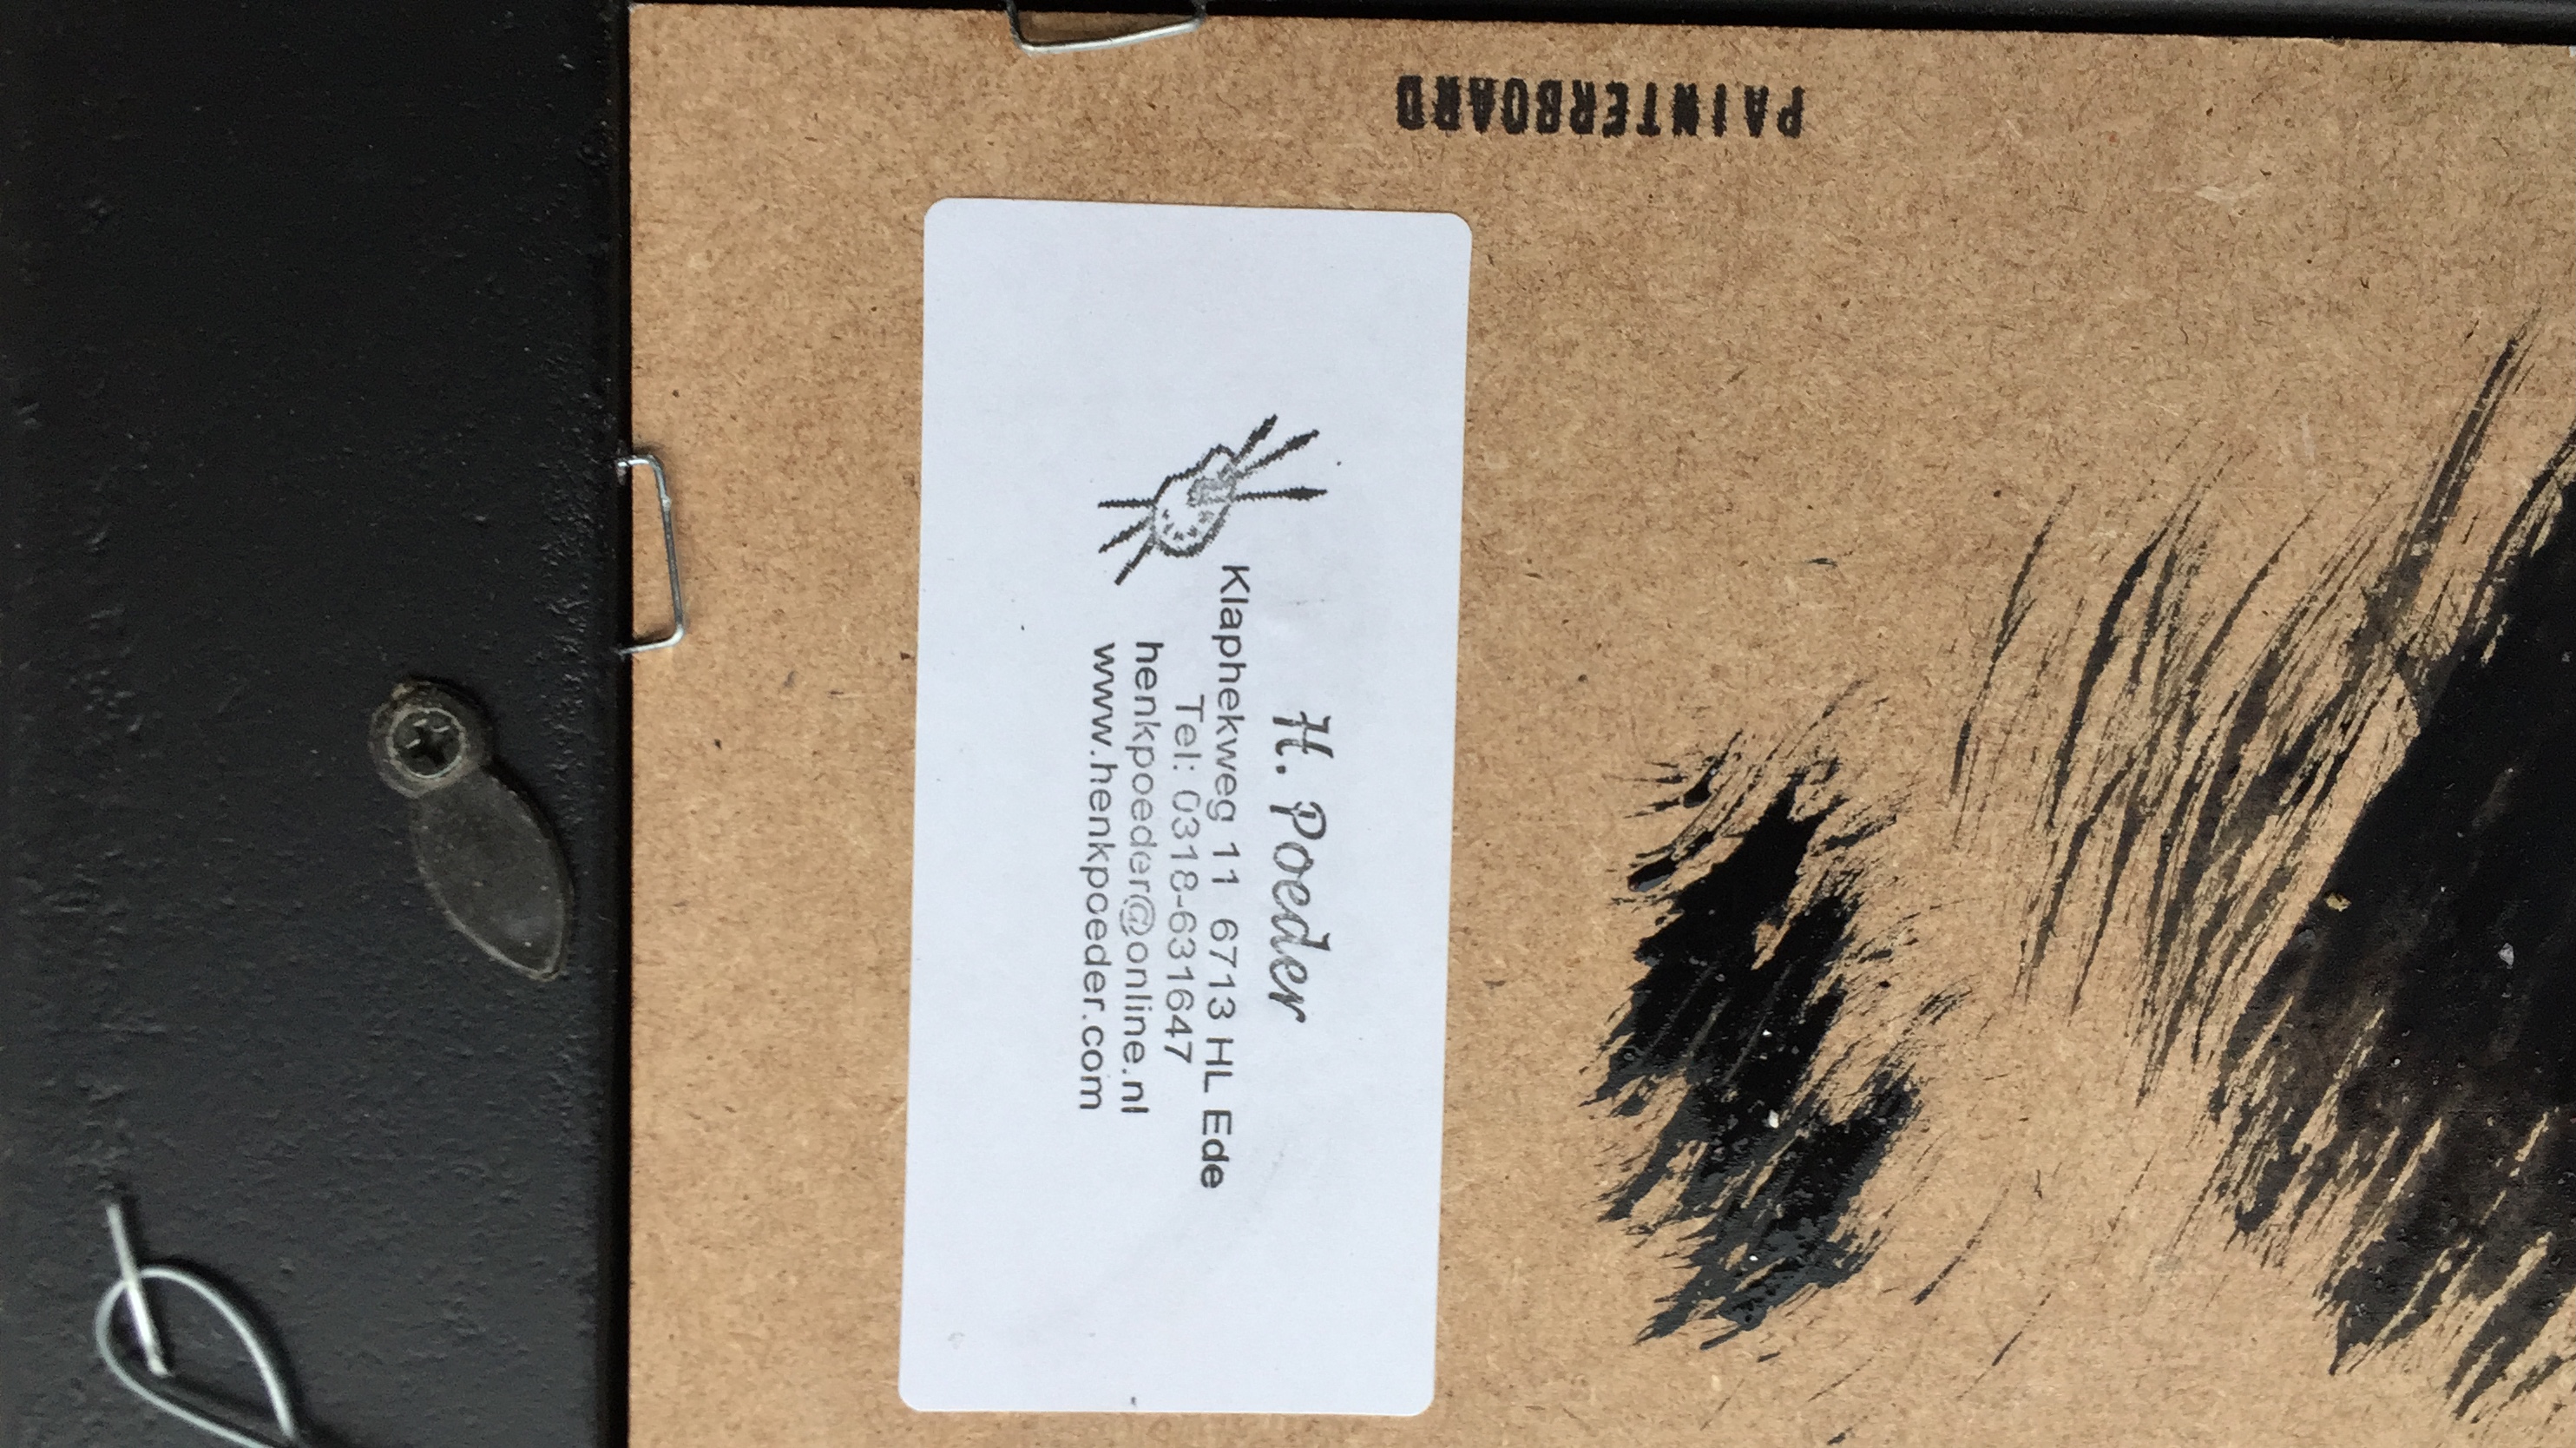 PAINTERBOARD
H. Poeder
Klaphekweg 11 6713 HL Ede
Tel: 0318-631647
henkpoeder@online.nl
www.henkpoeder.com